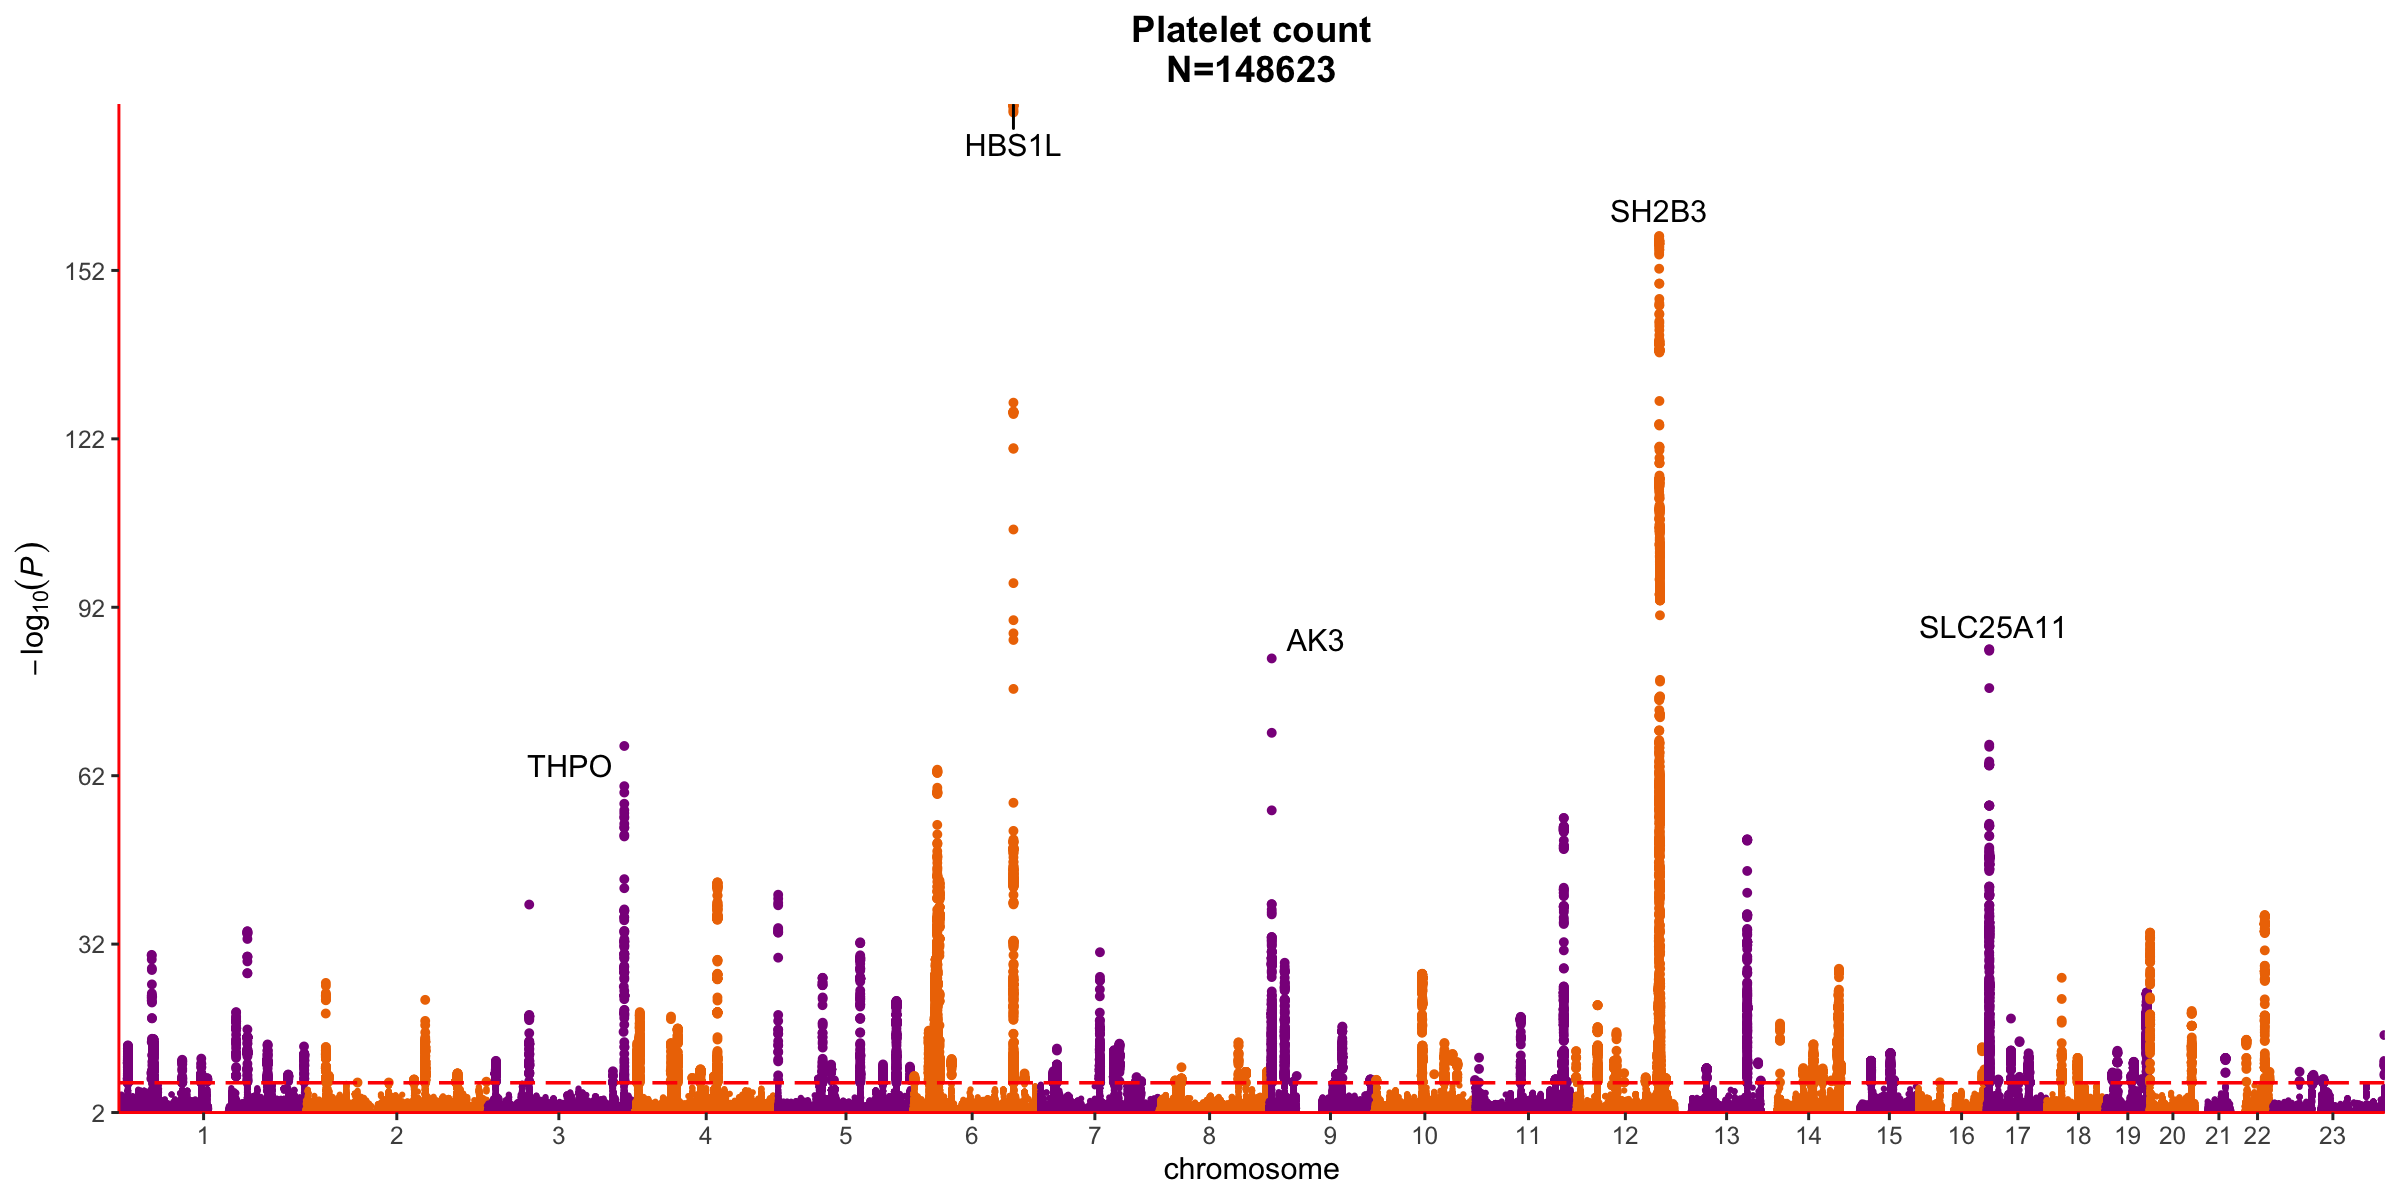 Platelet count
N=148623
HBS1L
SH2B3
152
122
92
SLC25A11
AK3
THPO
62
32
2
−log10(P)
1 2 3 4 5 6 7 8 9 10 11 12 13 14 15 16 17 18 19 20 21 22 23
chromosome